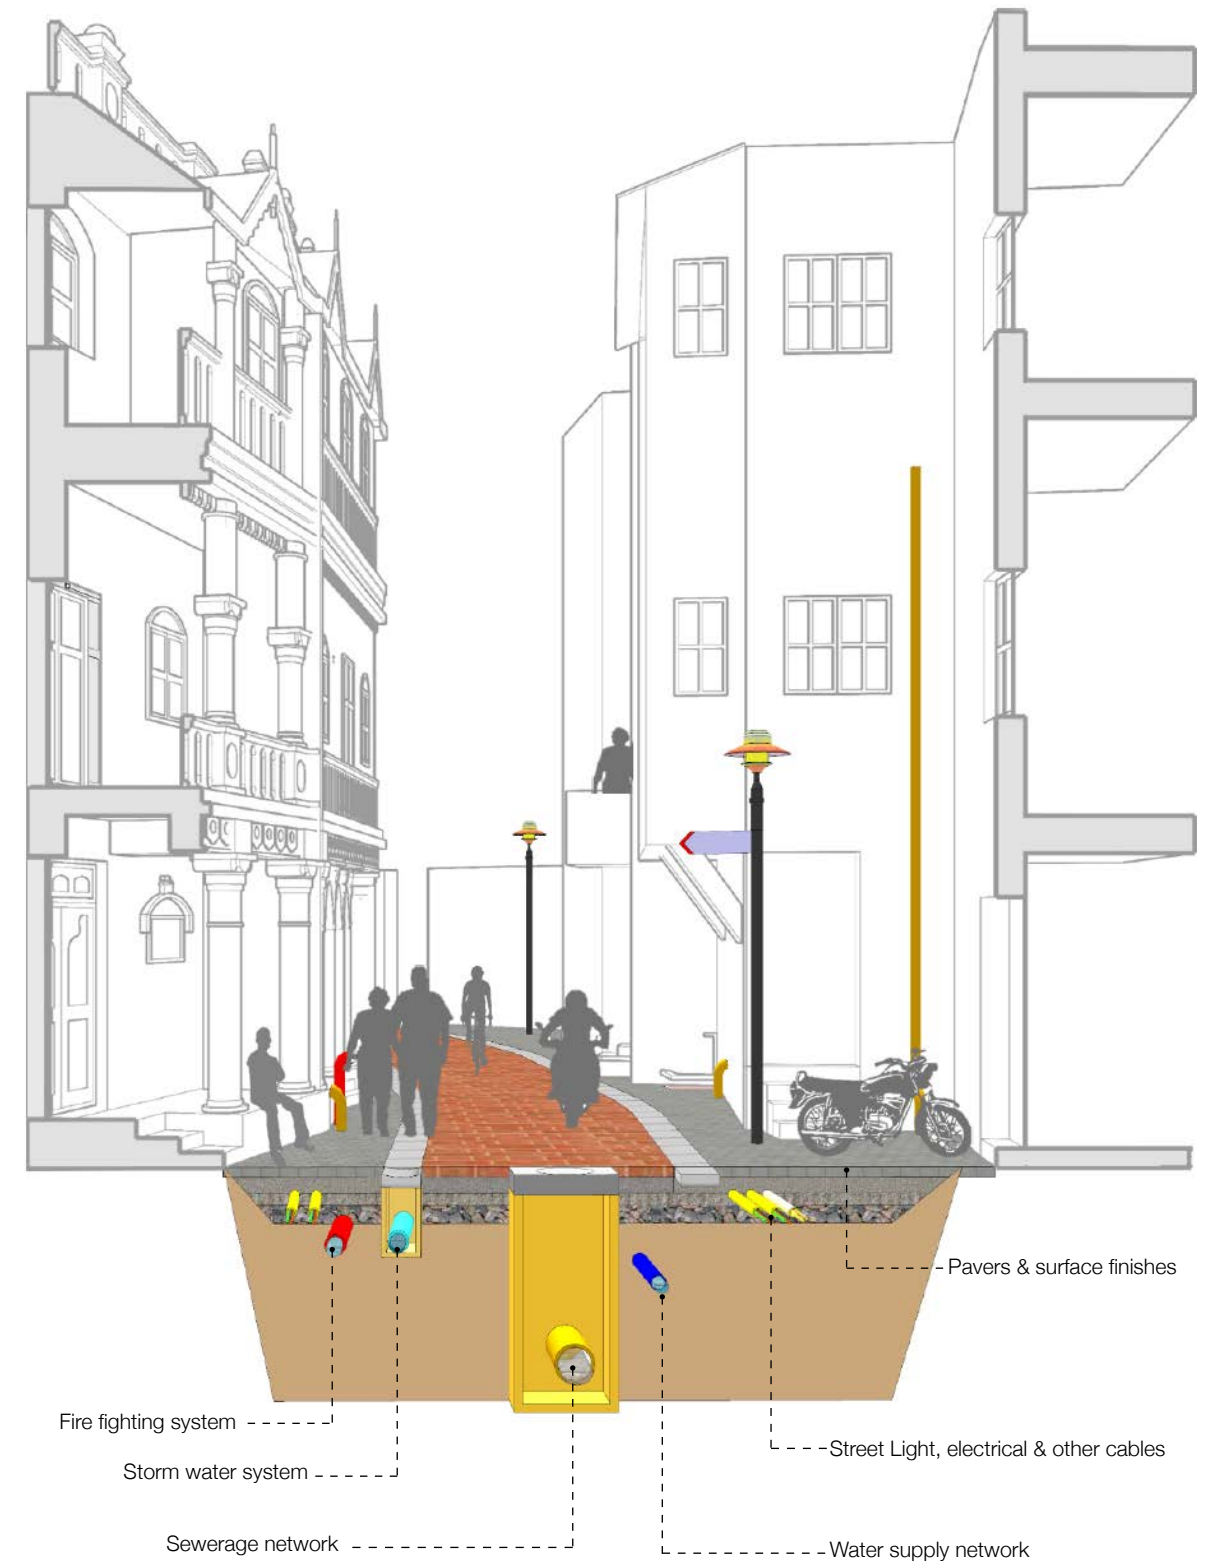 Pavers & surface finishes
Fire fighting system
Street Light, electrical & other cables
Storm water system
Sewerage network
Water supply network